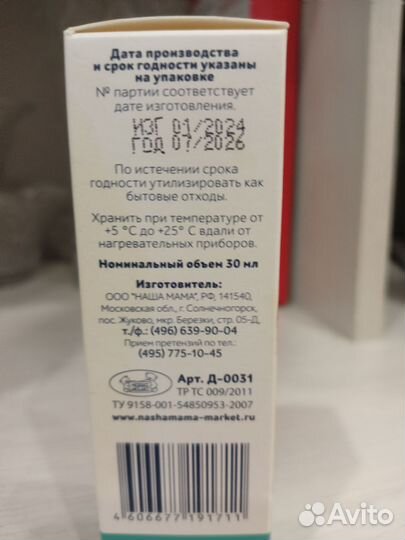 Дата производства
и срок годности указаны
на упаковке
№ партии соответствует
дате изготовления.
ИЗГ 01/2024
ГОД 07/2026
По истечении срока
годности утилизировать как
бытовые отходы.
Хранить при температуре от
+5 °С до +25° С вдали от
нагревательных приборов.
Номинальный объем 30 мл
Изготовитель:
ООО "НАША МАМА", РФ, 141540,
Московская обл., г. Солнечногорск,
пос. Жуково, мкр. Березки, стр. 05-Д,
т./ф.: (496) 639-90-04
Прием претензий по тел.:
(495) 775-10-45
Арт. Д-0031
ТР ТС 009/2011
ТУ 9158-001-54850953-2007
www.nashamama-market.ru
4 606677 191711
Avito